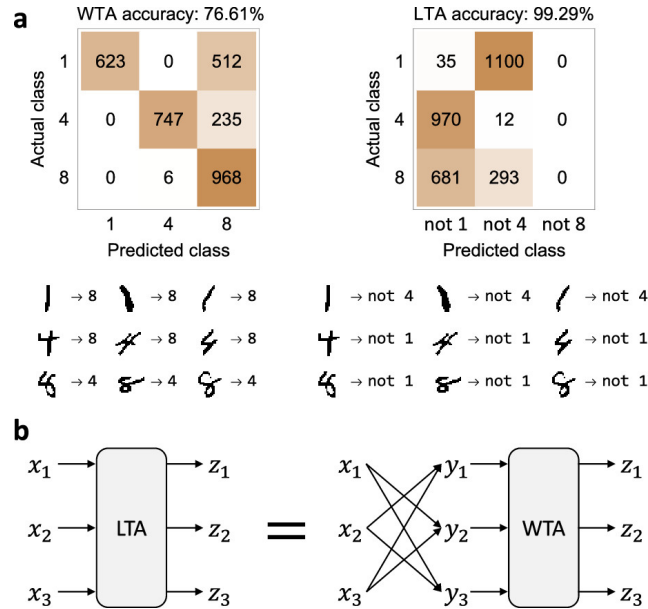 a
WTA accuracy: 76.61%
Actual class
1 623 0 512
4 0 747 235
8 0 6 968
1 4 8
Predicted class
→ 8 → 8 → 8
→ 8 → 8 → 8
→ 4 → 4 → 4
LTA accuracy: 99.29%
Actual class
1 35 1100 0
4 970 12 0
8 681 293 0
not 1 not 4 not 8
Predicted class
→ not 4 → not 4 → not 4
→ not 1 → not 1 → not 1
→ not 1 → not 1 → not 1
b
x₁ z₁
x₂ LTA z₂
x₃ z₃
=
x₁ y₁ z₁
x₂ y₂ WTA z₂
x₃ y₃ z₃